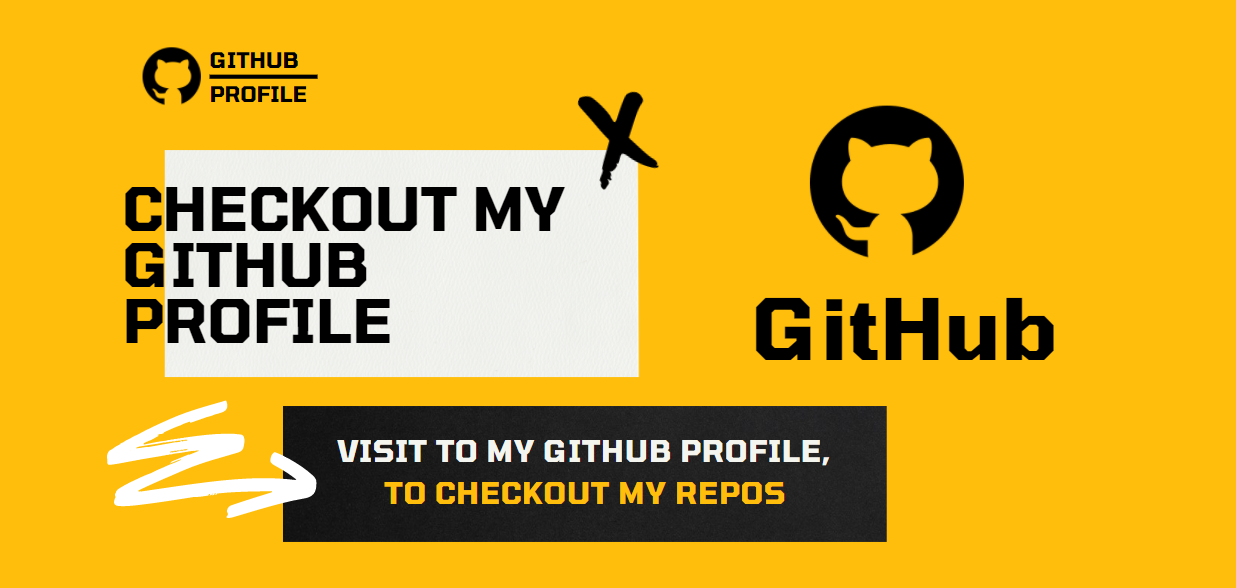 GITHUB
PROFILE
CHECKOUT MY
GITHUB
PROFILE
GitHub
VISIT TO MY GITHUB PROFILE,
TO CHECKOUT MY REPOS